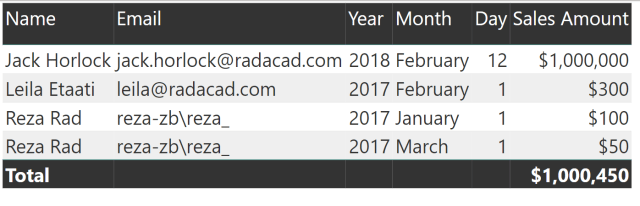 Name Email Year Month Day Sales Amount
Jack Horlock jack.horlock@radacad.com 2018 February 12 $1,000,000
Leila Etaati leila@radacad.com 2017 February 1 $300
Reza Rad reza-zb\reza_ 2017 January 1 $100
Reza Rad reza-zb\reza_ 2017 March 1 $50
Total $1,000,450